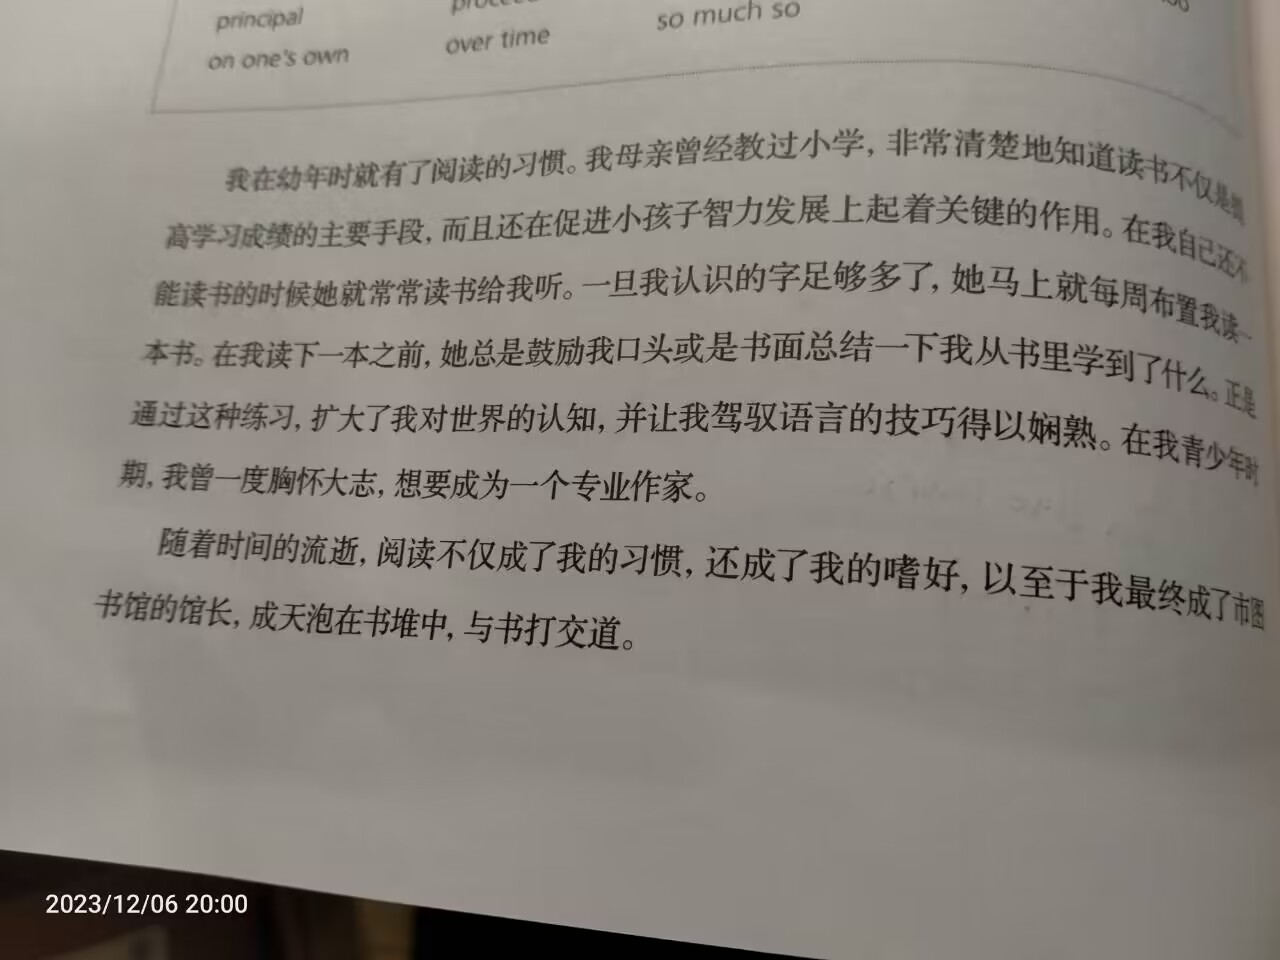 principal
so much so
on one's own
over time
我在幼年时就有了阅读的习惯。我母亲曾经教过小学，非常清楚地知道读书不仅是提
高学习成绩的主要手段，而且还在促进小孩子智力发展上起着关键的作用。在我自己还不
能读书的时候她就常常读书给我听。一旦我认识的字足够多了，她马上就每周布置我读一
本书。在我读下一本之前，她总是鼓励我口头或是书面总结一下我从书里学到了什么。正是
通过这种练习，扩大了我对世界的认知，并让我驾驭语言的技巧得以娴熟。在我青少年时
期，我曾一度胸怀大志，想要成为一个专业作家。
随着时间的流逝，阅读不仅成了我的习惯，还成了我的嗜好，以至于我最终成了市图
书馆的馆长，成天泡在书堆中，与书打交道。
2023/12/06 20:00